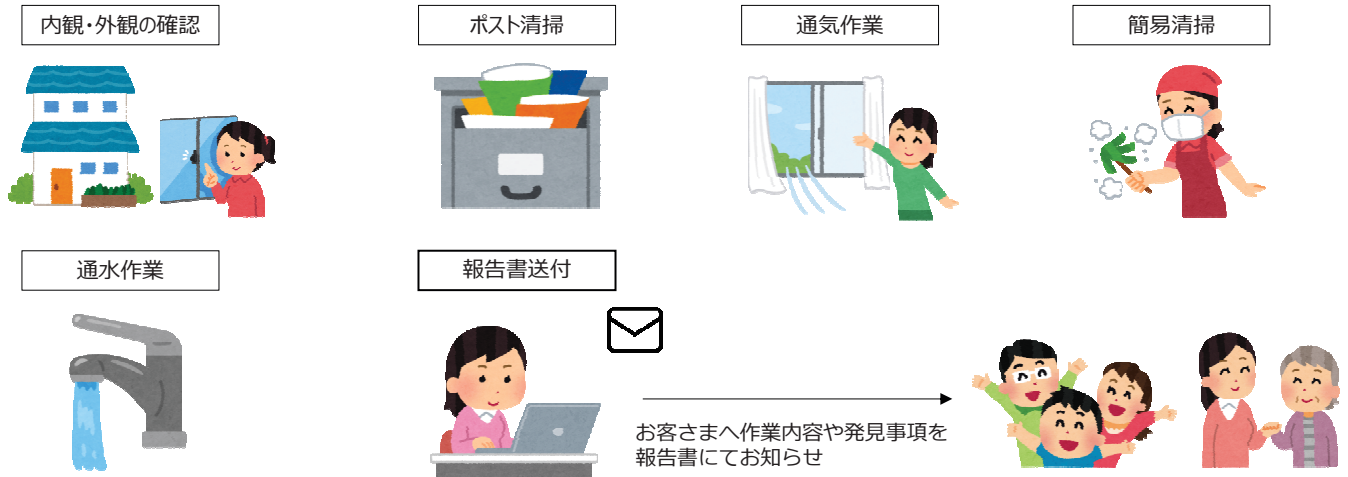 内観・外観の確認
ポスト清掃
通気作業
簡易清掃
通水作業
報告書送付
お客さまへ作業内容や発見事項を
報告書にてお知らせ